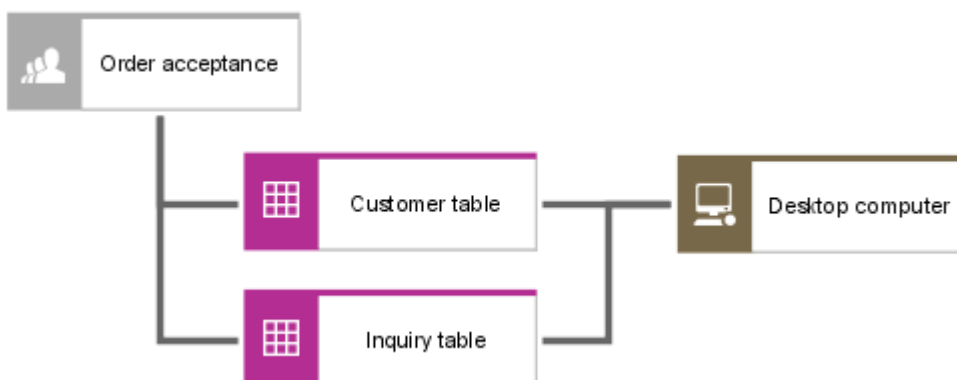 Order acceptance
Customer table
Desktop computer
Inquiry table